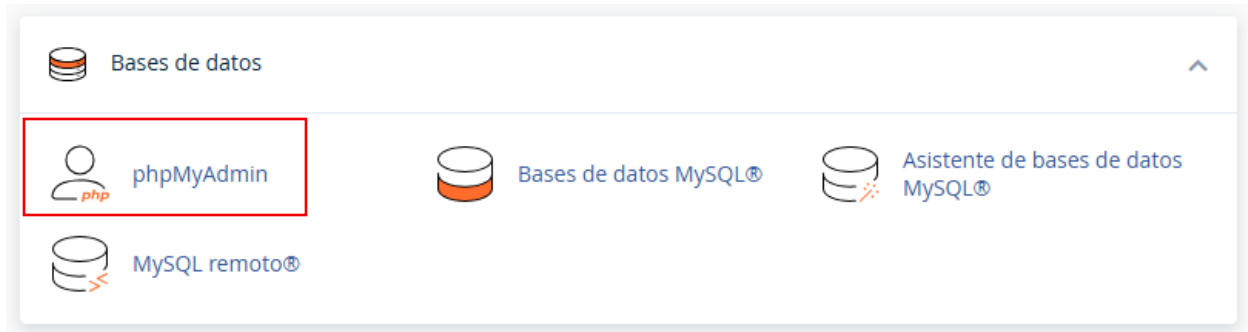 Bases de datos
php
phpMyAdmin
Bases de datos MySQL®
Asistente de bases de datos
MySQL®
MySQL remoto®